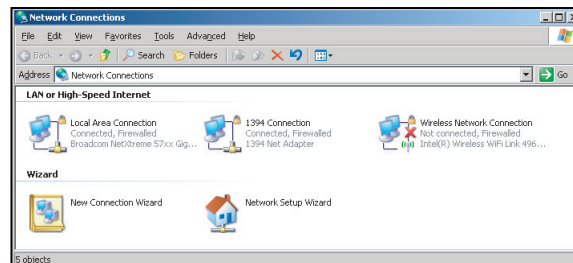 Network Connections
File Edit View Favorites Tools Advanced Help
Back Search Folders
Address Network Connections Go
LAN or High-Speed Internet
Local Area Connection
Connected, Firewalled
Broadcom NetXtreme 57xx Gig...
1394 Connection
Connected, Firewalled
1394 Net Adapter
Wireless Network Connection
Not connected, Firewalled
Intel(R) Wireless WiFi Link 496...
Wizard
New Connection Wizard
Network Setup Wizard
5 objects